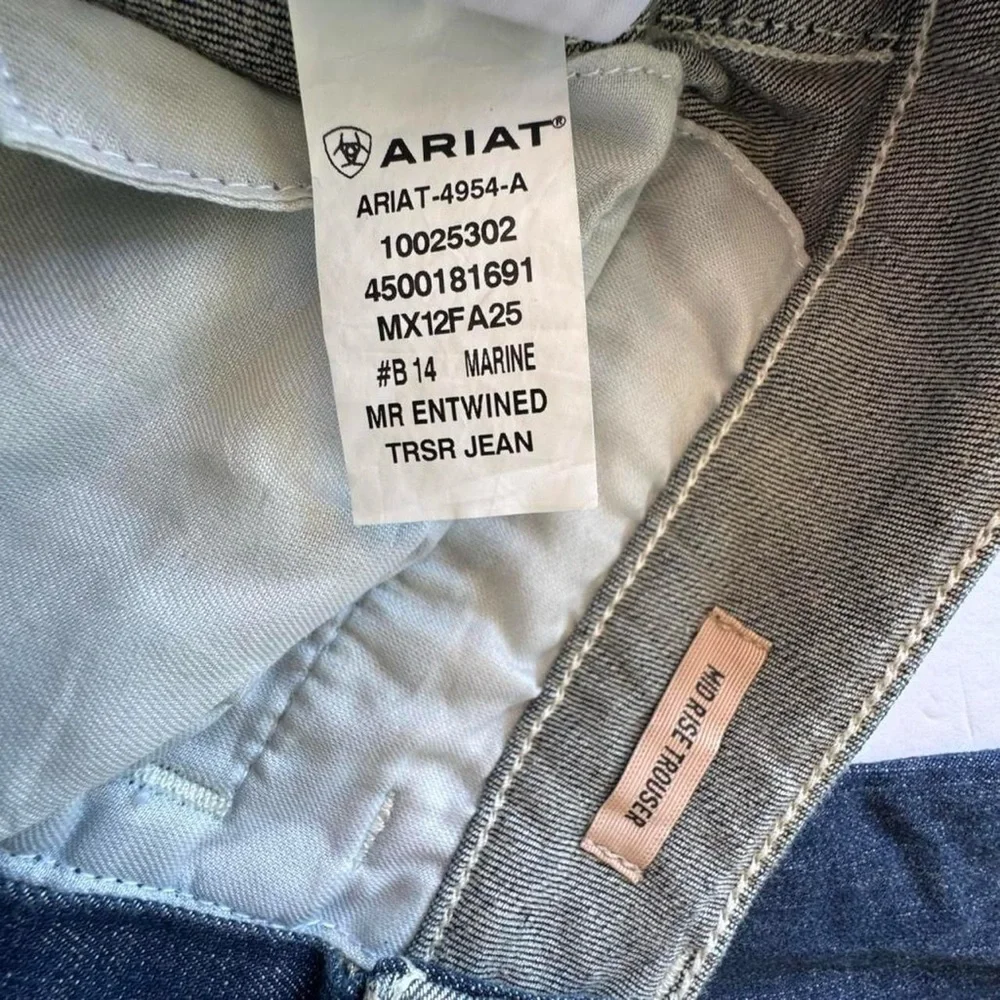 ARIAT®
ARIAT-4954-A
10025302
4500181691
MX12FA25
#B 14 MARINE
MR ENTWINED
TRSR JEAN
MID RISE TROUSER